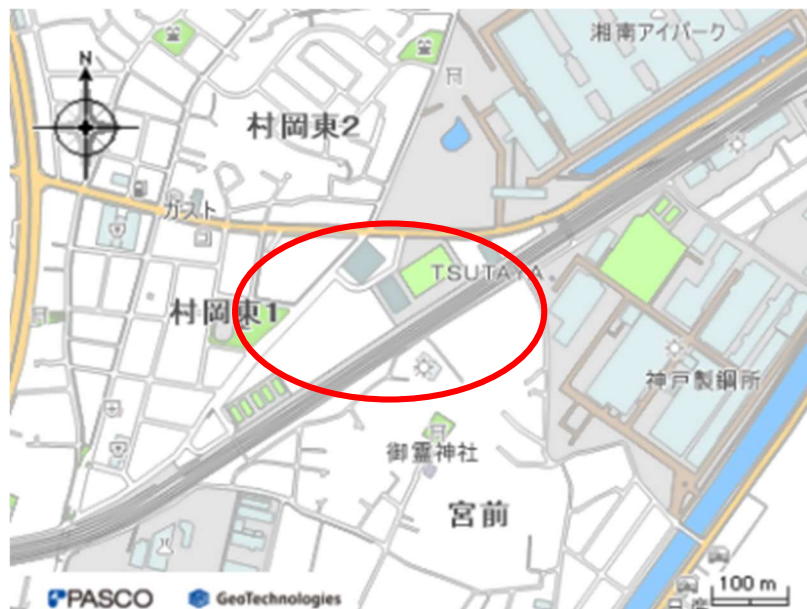 湘南アイパーク
N
村岡東2
ガスト
TSUTAYA
村岡東1
神戸製鋼所
御霊神社
宮前
100 m
PASCO
GeoTechnologies